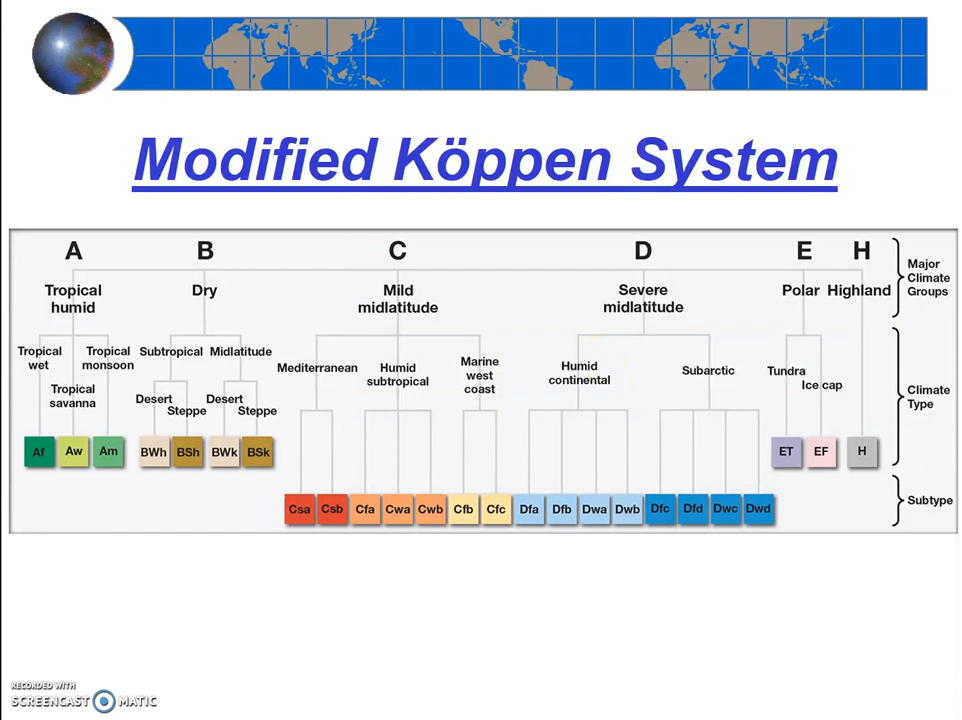 Modified Köppen System
A B C D E H
Major
Climate
Groups
Tropical
humid
Dry
Mild
midlatitude
Severe
midlatitude
Polar
Highland
Tropical
wet
Tropical
savanna
Tropical
monsoon
Subtropical
Midlatitude
Desert
Steppe
Desert
Steppe
Mediterranean
Humid
subtropical
Marine
west
coast
Humid
continental
Subarctic
Tundra
Ice cap
Climate
Type
Af Aw Am BWh BSh BWk BSk ET EF H
Csa Csb Cfa Cwa Cwb Cfb Cfc Dfa Dfb Dwa Dwb Dfc Dfd Dwc Dwd
Subtype
RECORDED WITH
SCREENCAST MATIC